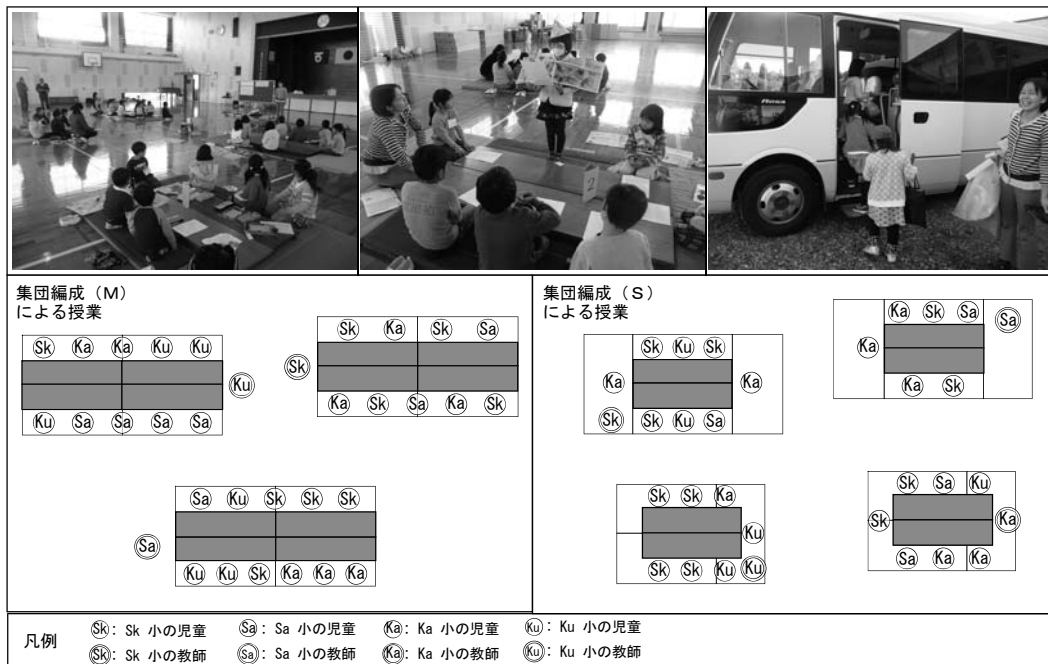 集団編成（M）
による授業
Sk Ka Ka Ku Ku
Ku
Ku Sa Sa Sa Sa
Sk Ka Sk Sa
Sk
Ka Sk Sa Ka Sk
Sa Ku Sk Sk Sk
Sa
Ku Ku Sk Ka Ka Ka
集団編成（S）
による授業
Sk Ku Sk
Ka Ka
Sk Sk Ku Sa
Ka Sk Sa Sa
Ka
Ka Sk
Sk Sk Ka
Ku
Sk Sk Ku Ku
Sk Sa Ku
Sk Ka
Sa Ka Ka
凡例
Sk：Sk 小の児童 Sa：Sa 小の児童 Ka：Ka 小の児童 Ku：Ku 小の児童
Sk：Sk 小の教師 Sa：Sa 小の教師 Ka：Ka 小の教師 Ku：Ku 小の教師
2